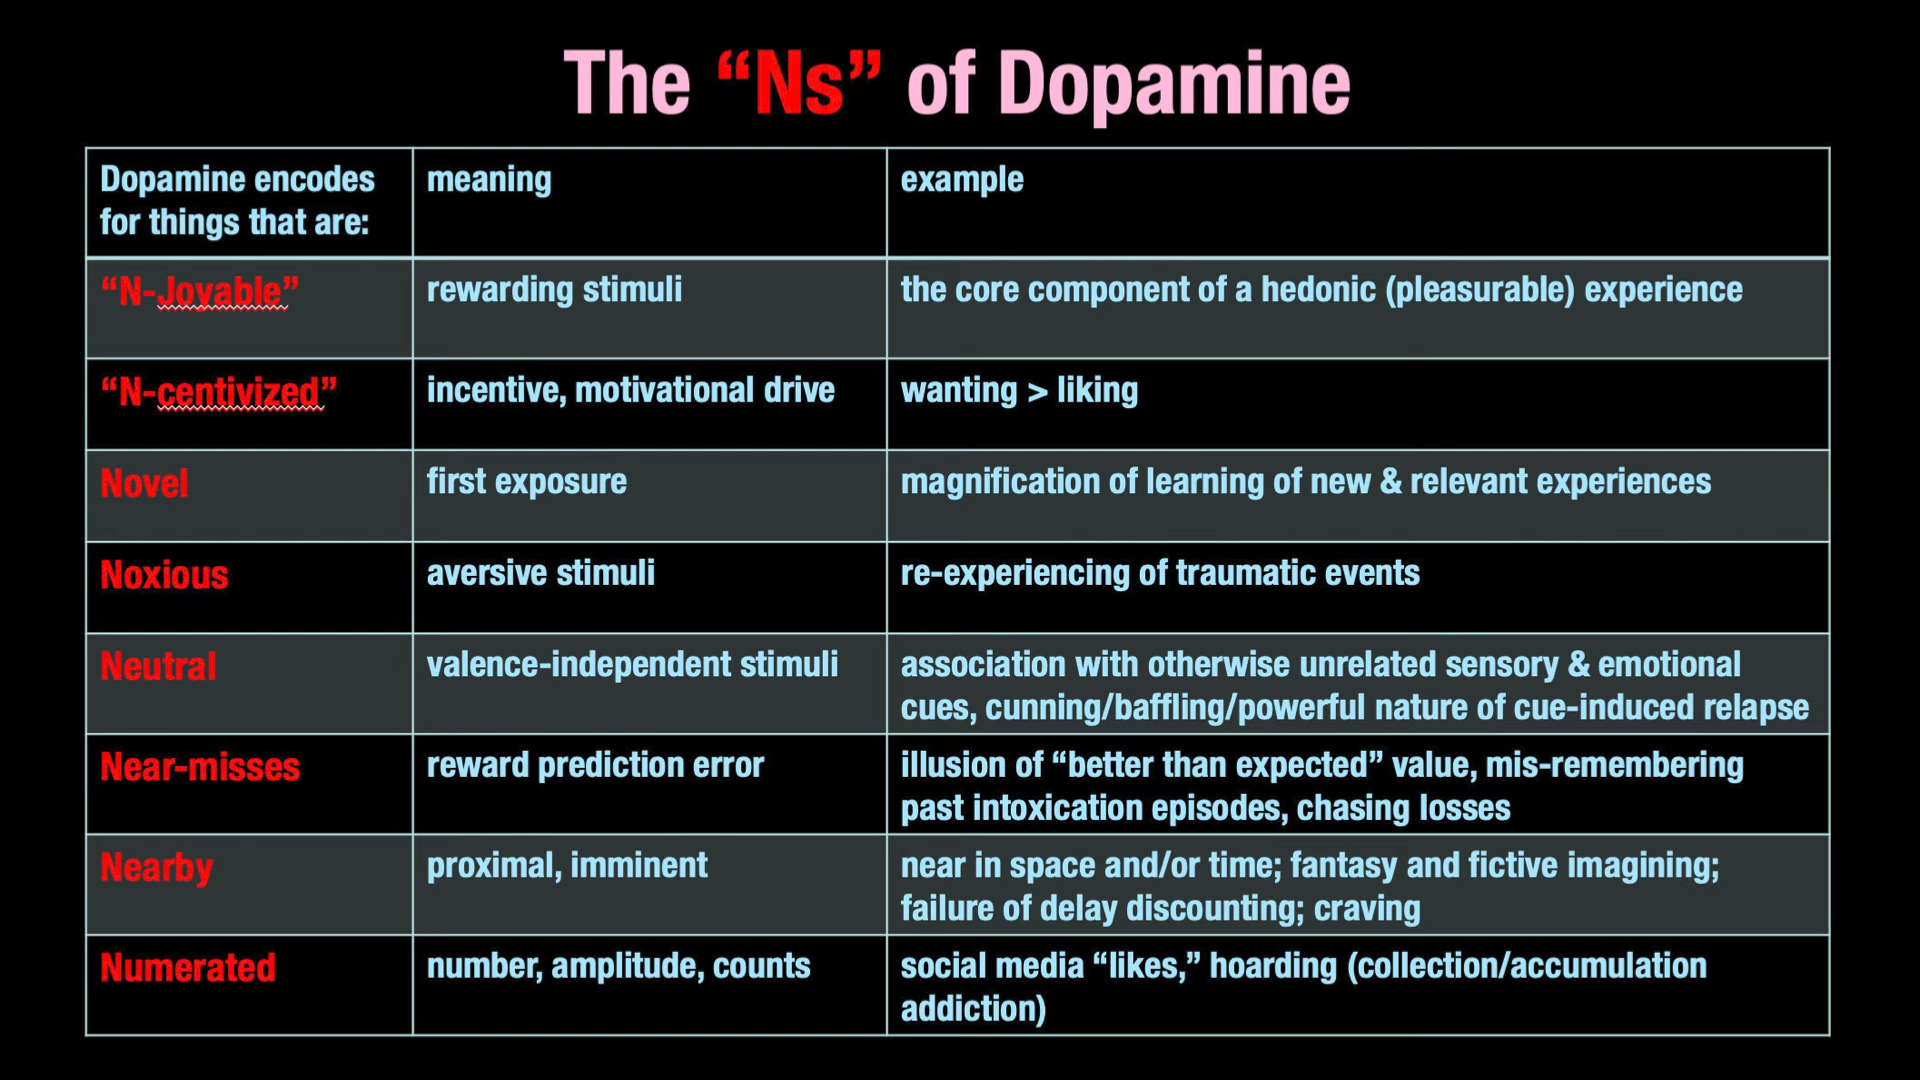 The “Ns” of Dopamine
Dopamine encodes
for things that are:
meaning
example
“N-Joyable”
rewarding stimuli
the core component of a hedonic (pleasurable) experience
“N-centivized”
incentive, motivational drive
wanting > liking
Novel
first exposure
magnification of learning of new & relevant experiences
Noxious
aversive stimuli
re-experiencing of traumatic events
Neutral
valence-independent stimuli
association with otherwise unrelated sensory & emotional
cues, cunning/baffling/powerful nature of cue-induced relapse
Near-misses
reward prediction error
illusion of “better than expected” value, mis-remembering
past intoxication episodes, chasing losses
Nearby
proximal, imminent
near in space and/or time; fantasy and fictive imagining;
failure of delay discounting; craving
Numerated
number, amplitude, counts
social media “likes,” hoarding (collection/accumulation
addiction)